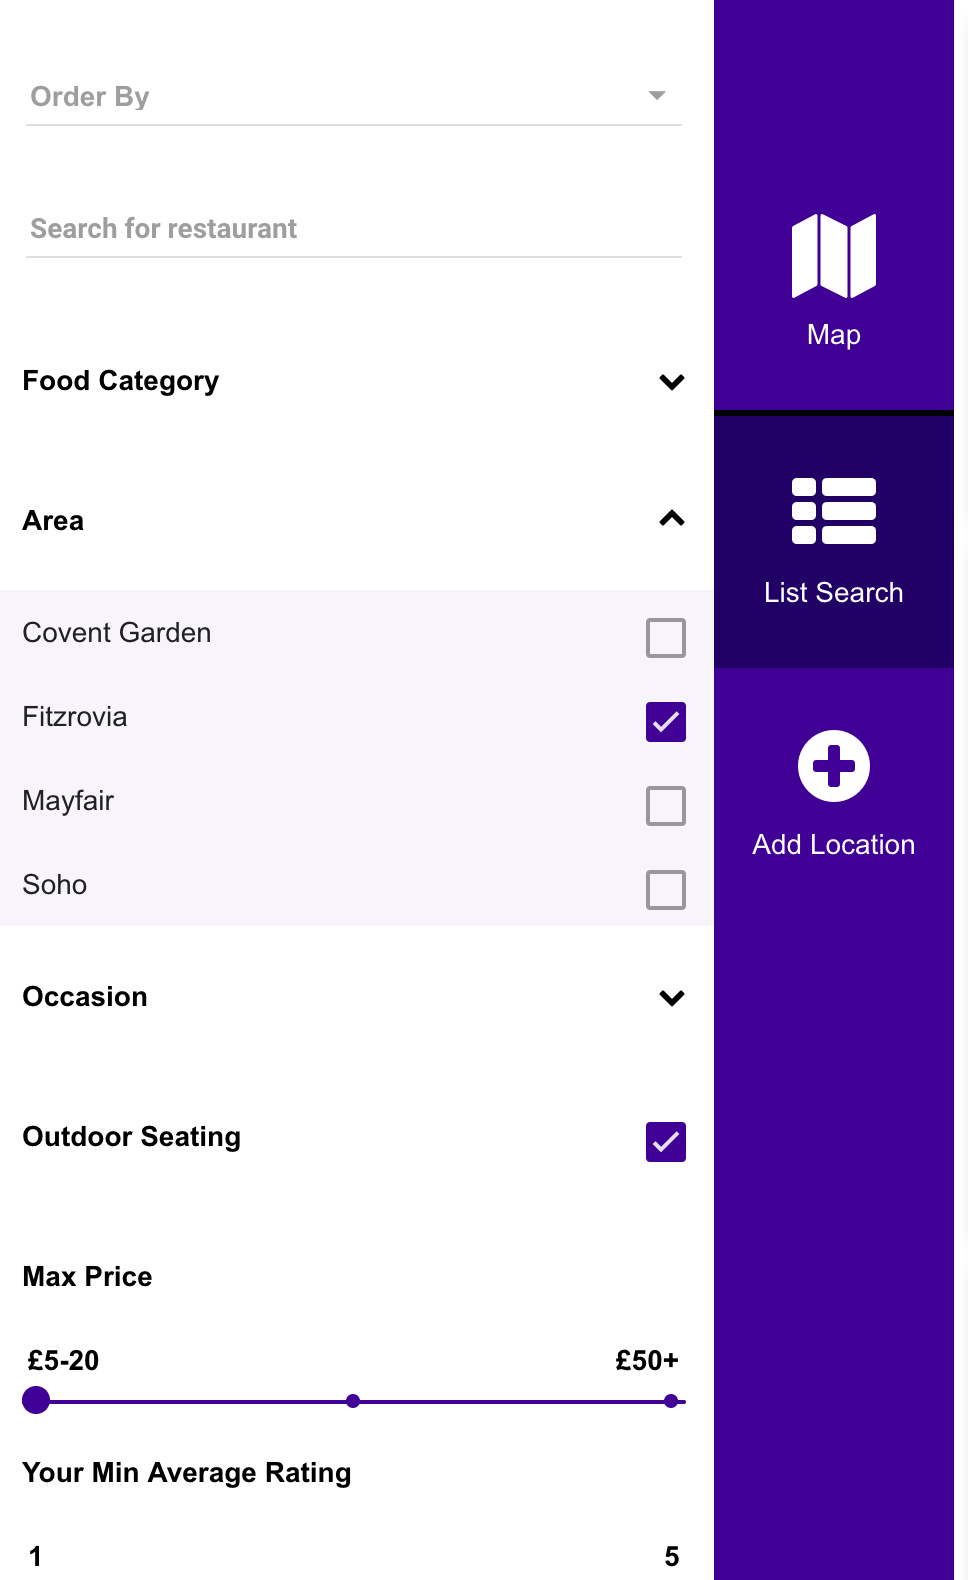 Order By
Search for restaurant
Food Category
Area
Covent Garden
Fitzrovia
Mayfair
Soho
Occasion
Outdoor Seating
Max Price
£5-20 £50+
Your Min Average Rating
1 5
Map
List Search
Add Location